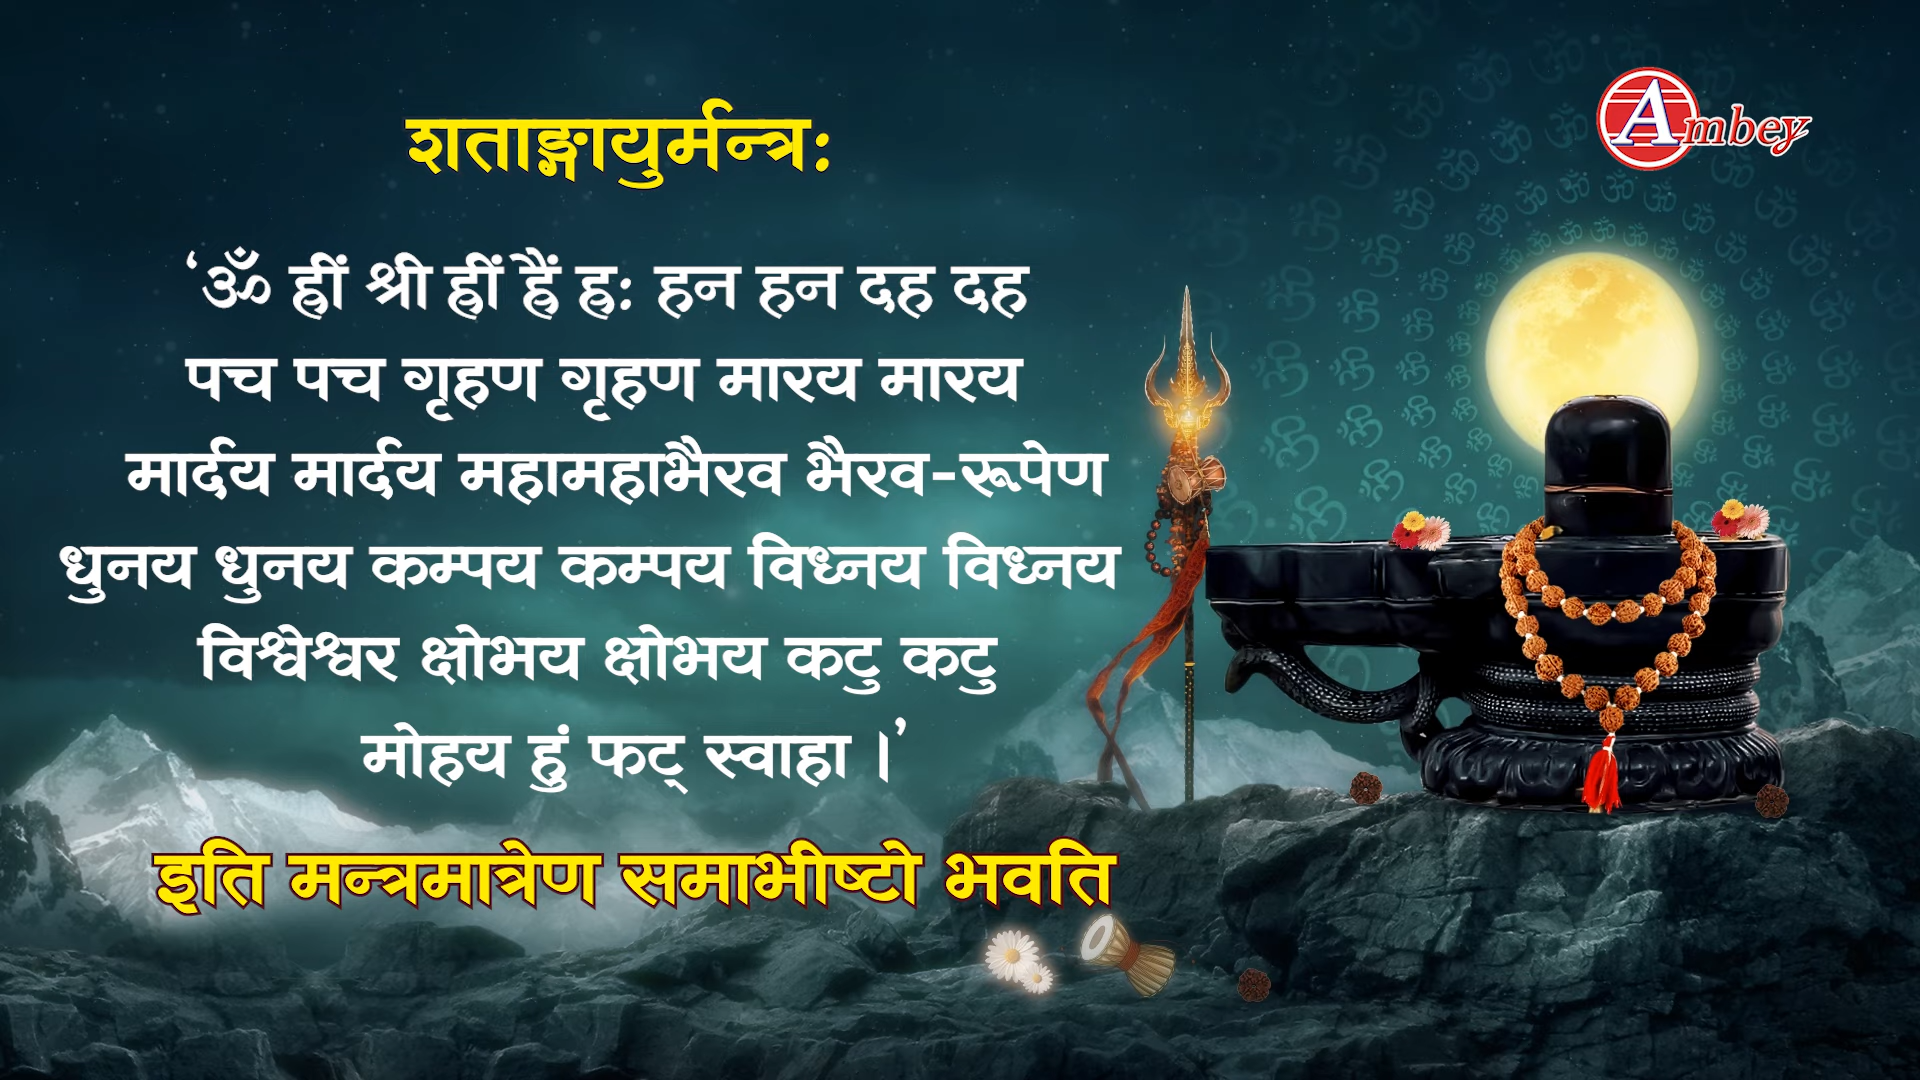 शताङ्गायुर्मन्त्र:
Ambey
‘ॐ ह्रीं श्री ह्रीं ह्रैं ह्र: हन हन दह दह
पच पच गृहण गृहण मारय मारय
मार्दय मार्दय महामहाभैरव भैरव-रूपेण
धुनय धुनय कम्पय कम्पय विध्नय विध्नय
विश्वेश्वर क्षोभय क्षोभय कटु कटु
मोहय हुं फट् स्वाहा ।’
इति मन्त्रमात्रेण समाभीष्टो भवति